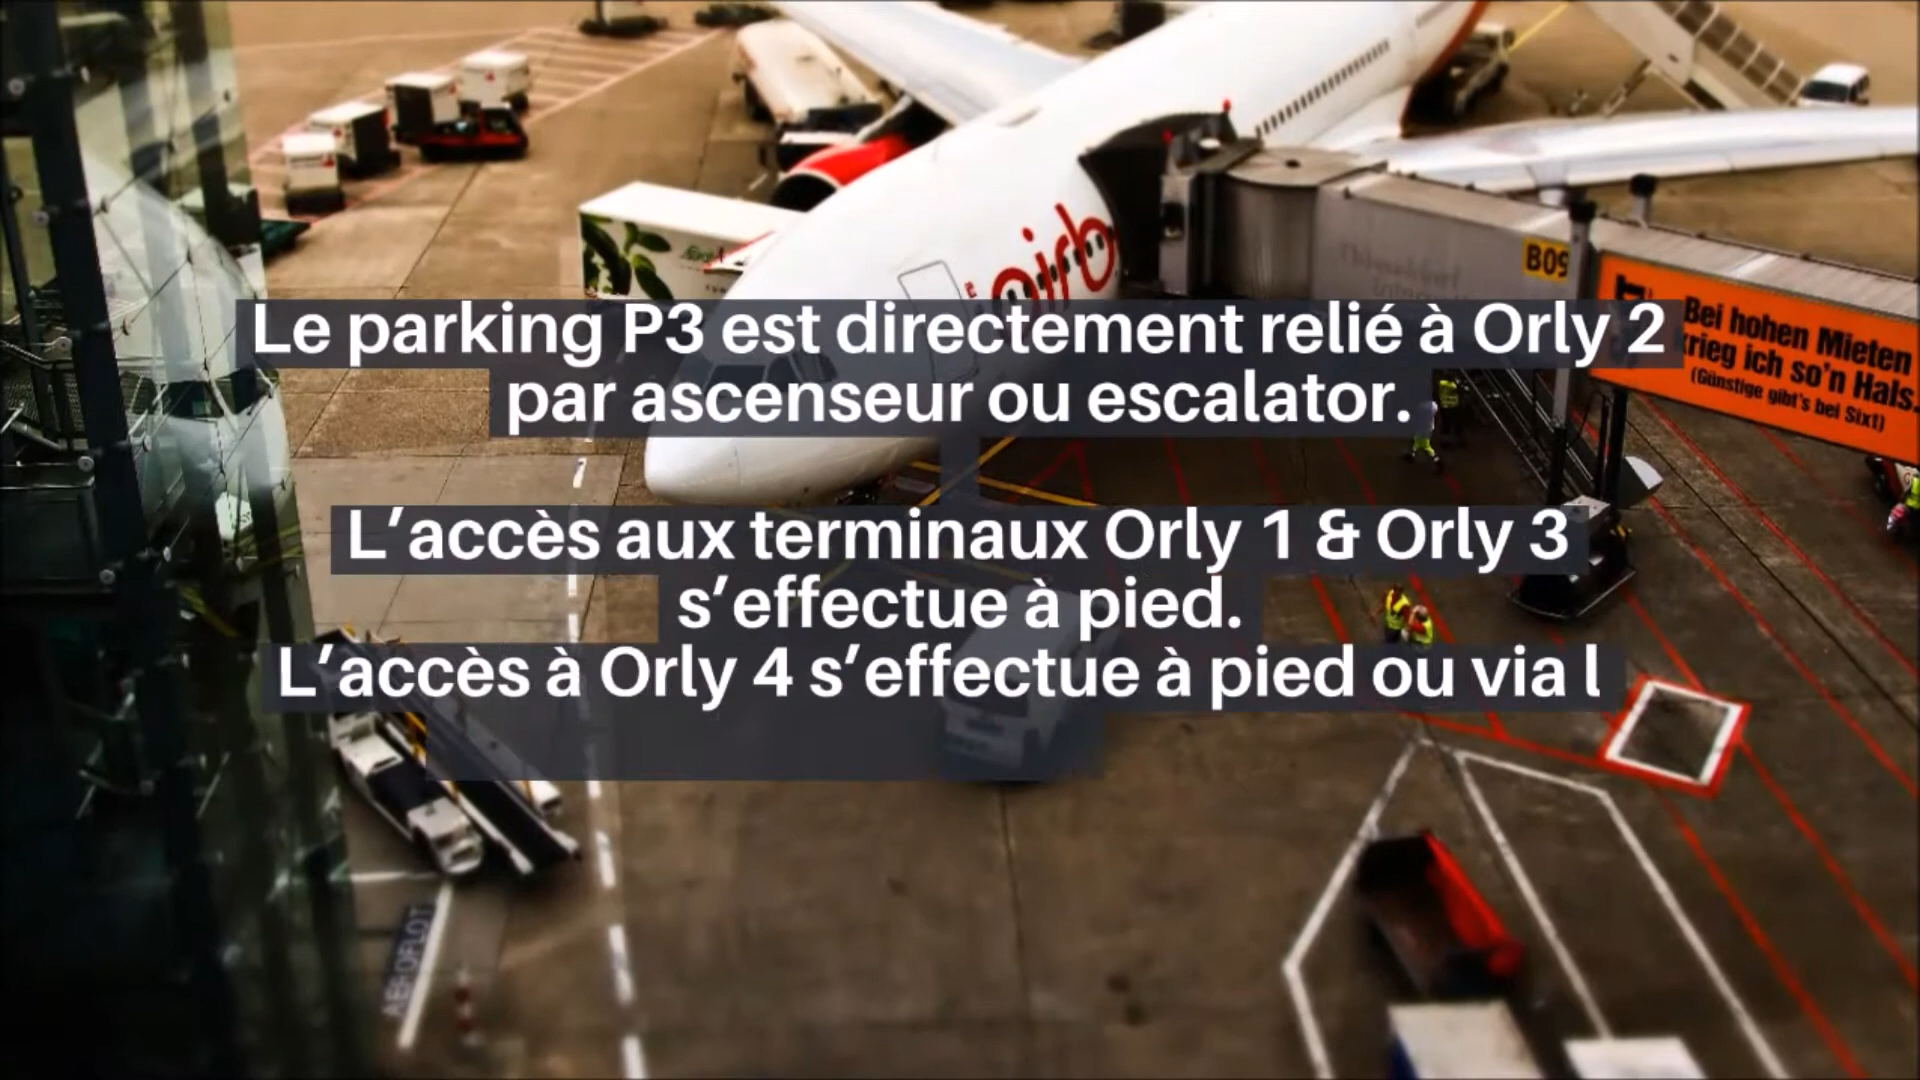 airb
B09
Bei hohen Mieten
krieg ich so'n Hals.
(Günstige gibt's bei Sixt)
Le parking P3 est directement relié à Orly 2
par ascenseur ou escalator.
L’accès aux terminaux Orly 1 & Orly 3
s’effectue à pied.
L’accès à Orly 4 s’effectue à pied ou via l
AEROFLOT